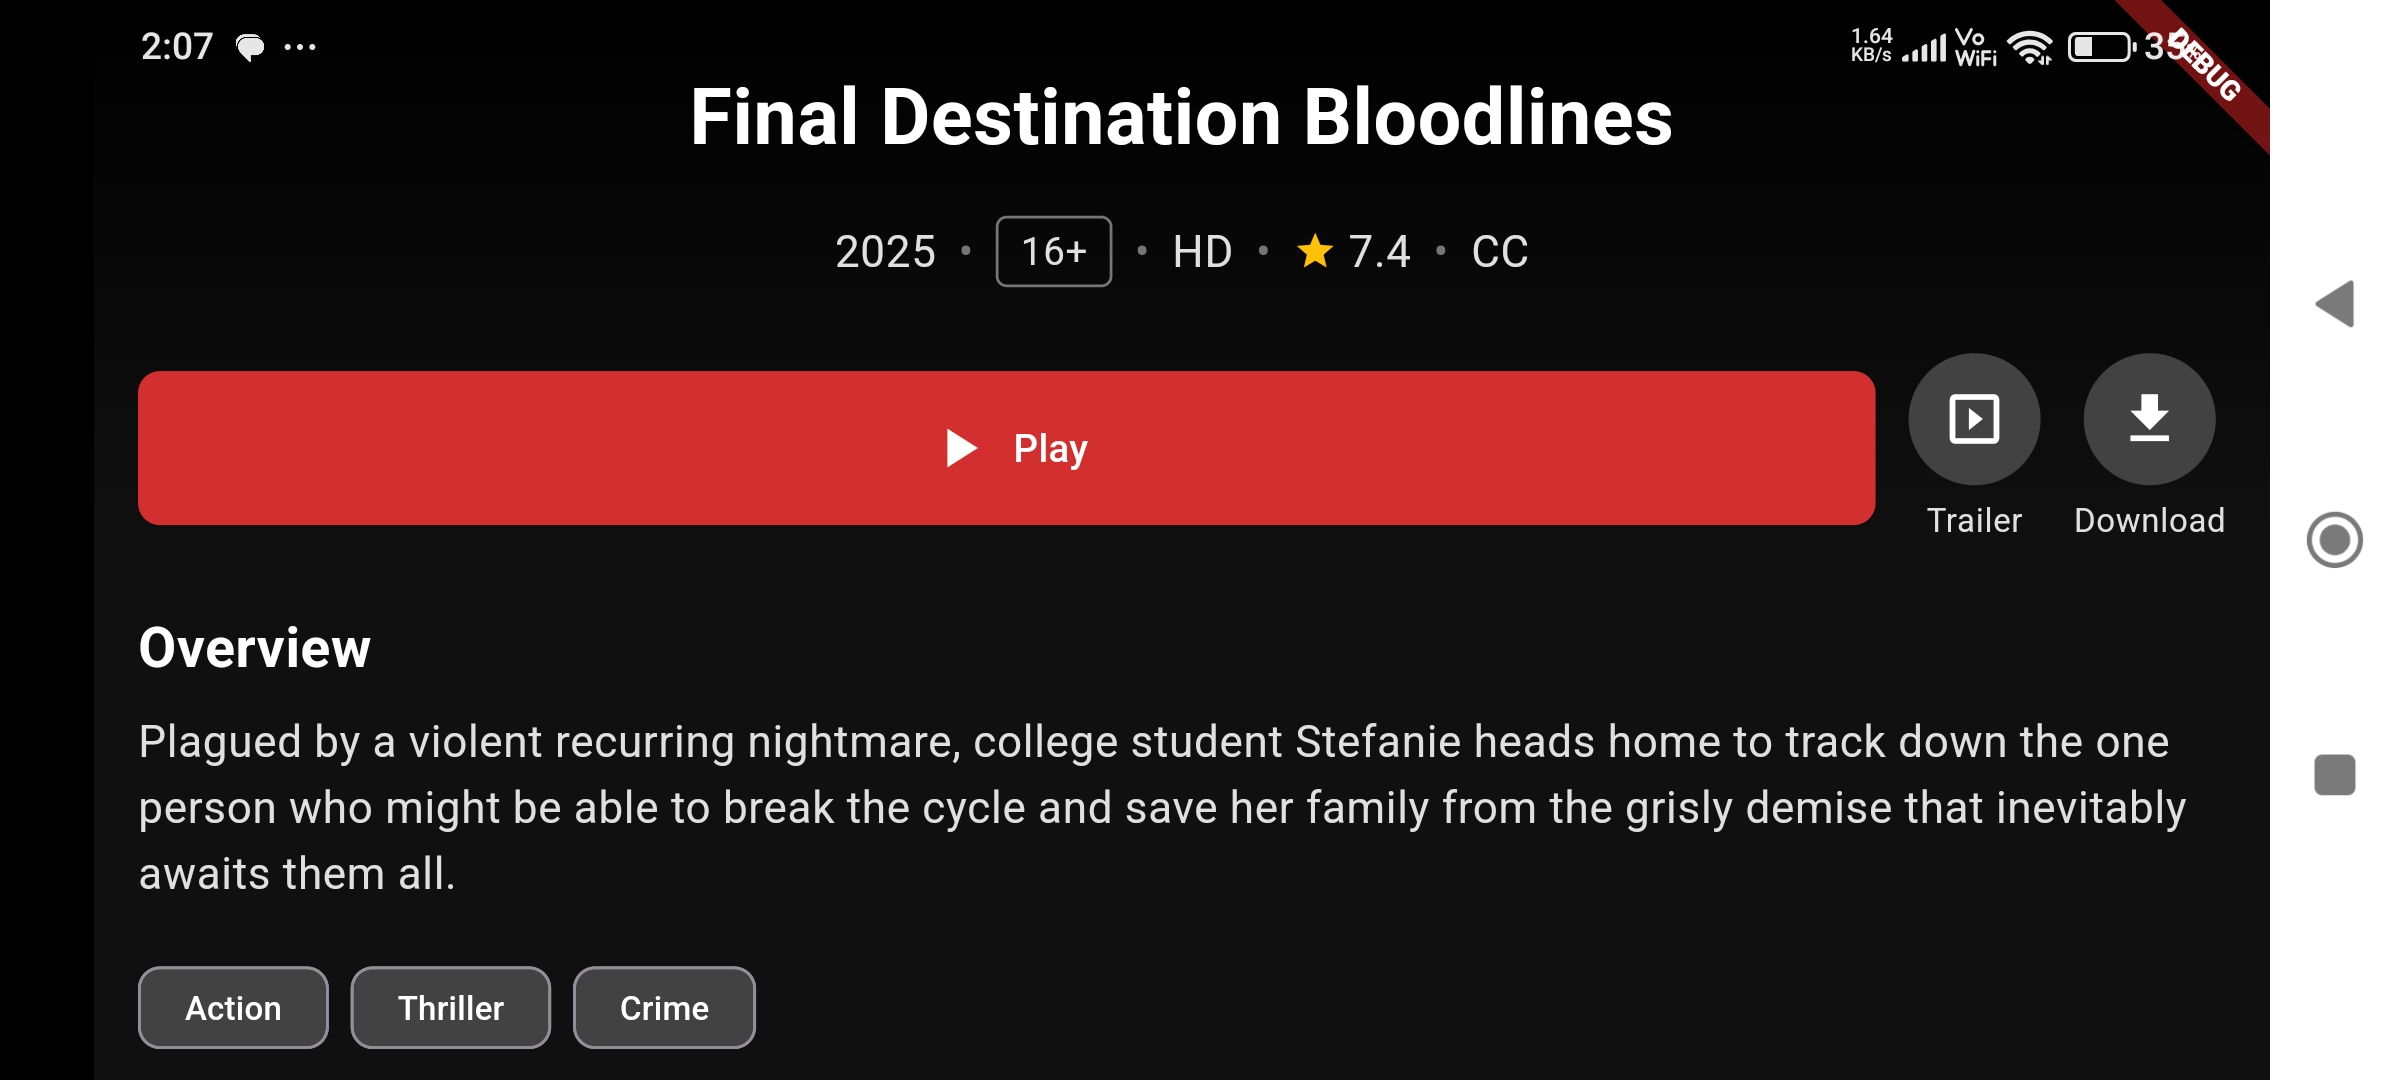 2:07
1.64
KB/s
Vo
WiFi
DEBUG
Final Destination Bloodlines
2025 • 16+ • HD • ★ 7.4 • CC
Play
Trailer
Download
Overview
Plagued by a violent recurring nightmare, college student Stefanie heads home to track down the one
person who might be able to break the cycle and save her family from the grisly demise that inevitably
awaits them all.
Action
Thriller
Crime